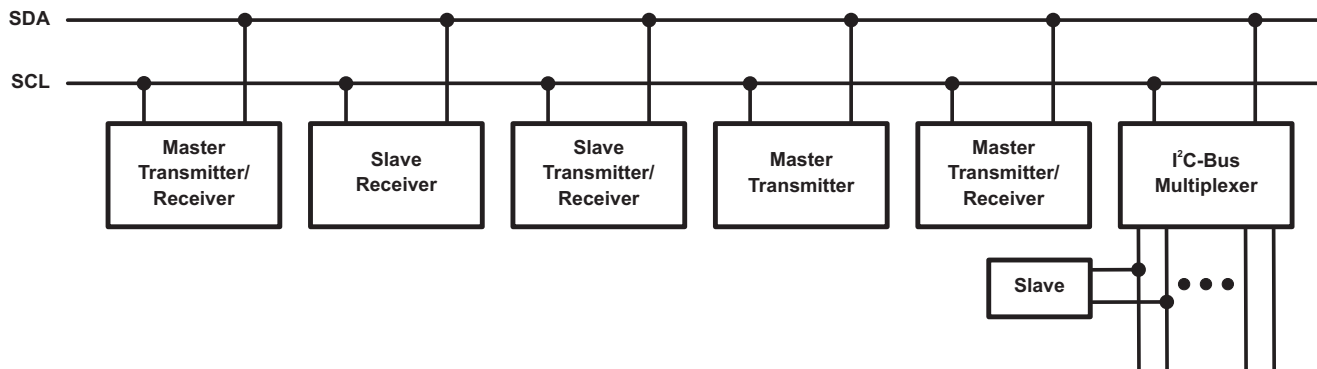 SDA
SCL
Master
Transmitter/
Receiver
Slave
Receiver
Slave
Transmitter/
Receiver
Master
Transmitter
Master
Transmitter/
Receiver
I²C-Bus
Multiplexer
Slave